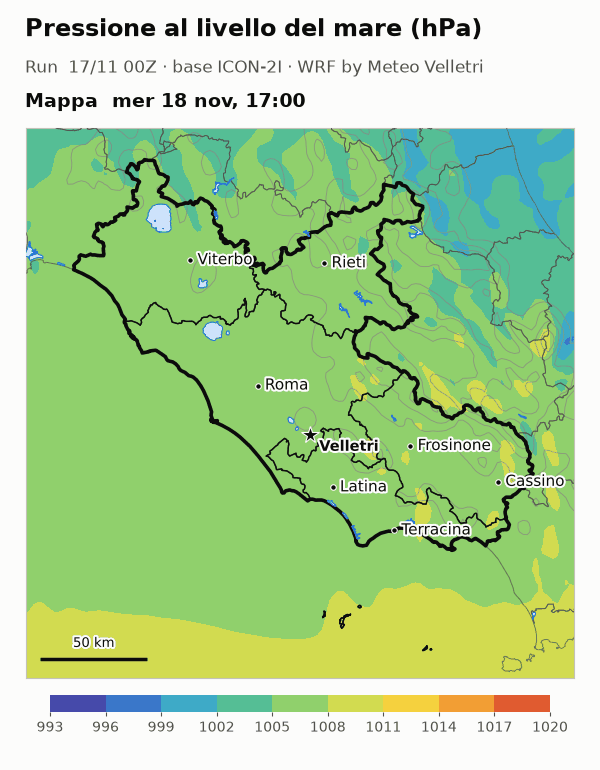 Pressione al livello del mare (hPa)
Run  17/11 00Z · base ICON-2I · WRF by Meteo Velletri
Mappa  mer 18 nov, 17:00
Viterbo
Rieti
Roma
Velletri
Frosinone
Cassino
Latina
Terracina
50 km
993 996 999 1002 1005 1008 1011 1014 1017 1020